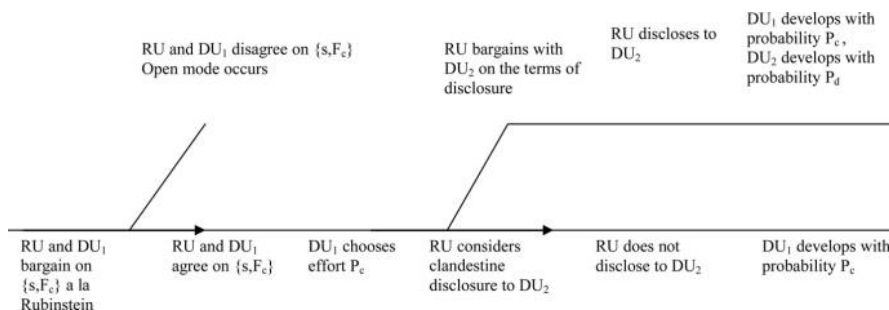 RU and DU₁ disagree on {s,F_c}
Open mode occurs
RU bargains with
DU₂ on the terms of
disclosure
RU discloses to
DU₂
DU₁ develops with
probability P_c ,
DU₂ develops with
probability P_d
RU and DU₁
bargain on
{s,F_c} a la
Rubinstein
RU and DU₁
agree on {s,F_c}
DU₁ chooses
effort P_c
RU considers
clandestine
disclosure to DU₂
RU does not
disclose to DU₂
DU₁ develops with
probability P_c